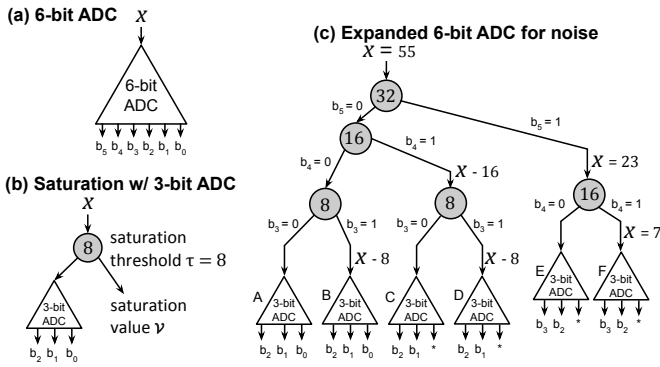 (a) 6-bit ADC
X
6-bit
ADC
b5 b4 b3 b2 b1 b0
(b) Saturation w/ 3-bit ADC
X
8
saturation
threshold τ = 8
3-bit
ADC
saturation
value ν
b2 b1 b0
(c) Expanded 6-bit ADC for noise
X = 55
32
b5 = 0
b5 = 1
16
b4 = 0
b4 = 1
X - 16
X = 23
8
8
16
b3 = 0
b3 = 1
b3 = 0
b3 = 1
b4 = 0
b4 = 1
X - 8
X - 8
X = 7
A
3-bit
ADC
B
3-bit
ADC
C
3-bit
ADC
D
3-bit
ADC
E
3-bit
ADC
F
3-bit
ADC
b2 b1 b0
b2 b1 b0
b2 b1 *
b2 b1 *
b3 b2 *
b3 b2 *